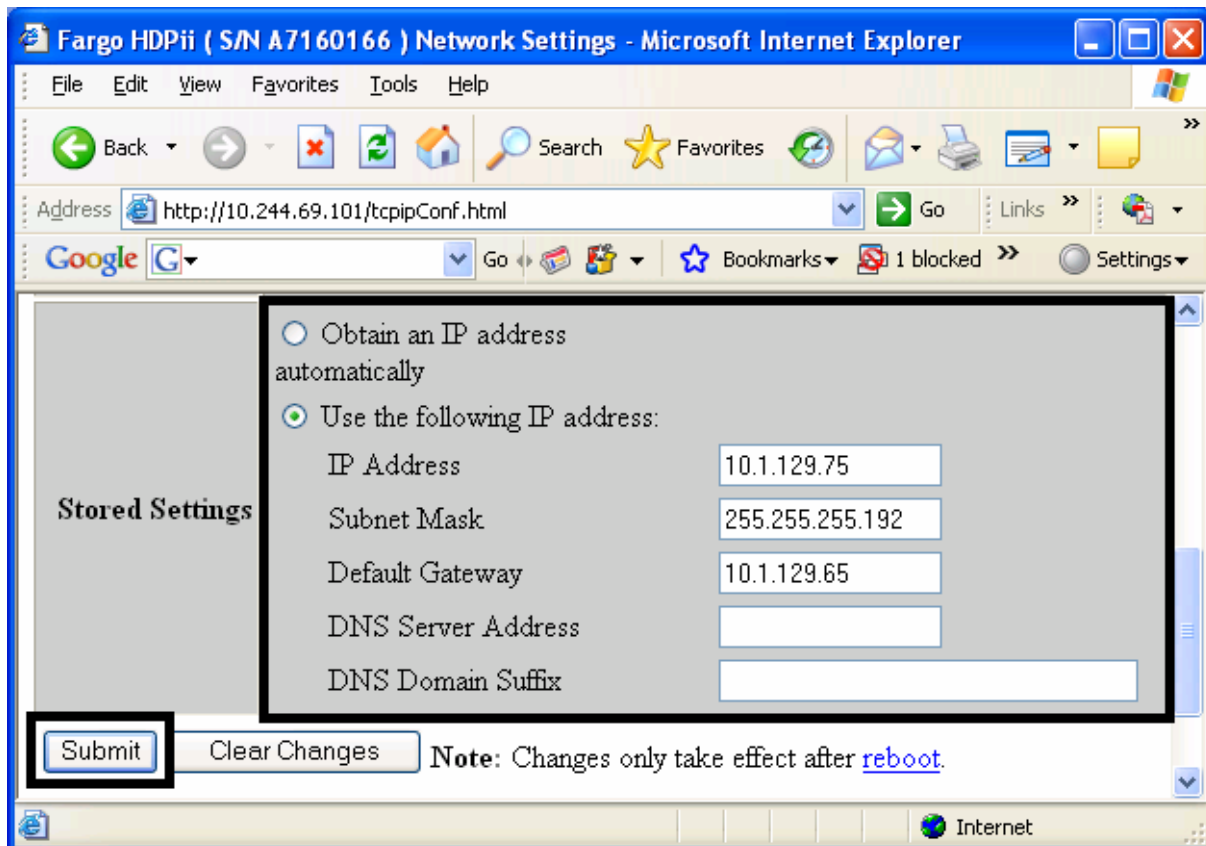 Fargo HDPii ( S/N A7160166 ) Network Settings - Microsoft Internet Explorer
File Edit View Favorites Tools Help
Back Search Favorites »
Address http://10.244.69.101/tcpipConf.html Go Links »
Google G Go Bookmarks 1 blocked » Settings
Obtain an IP address
automatically
Use the following IP address:
IP Address 10.1.129.75
Stored Settings
Subnet Mask 255.255.255.192
Default Gateway 10.1.129.65
DNS Server Address
DNS Domain Suffix
Submit Clear Changes Note: Changes only take effect after reboot.
Internet